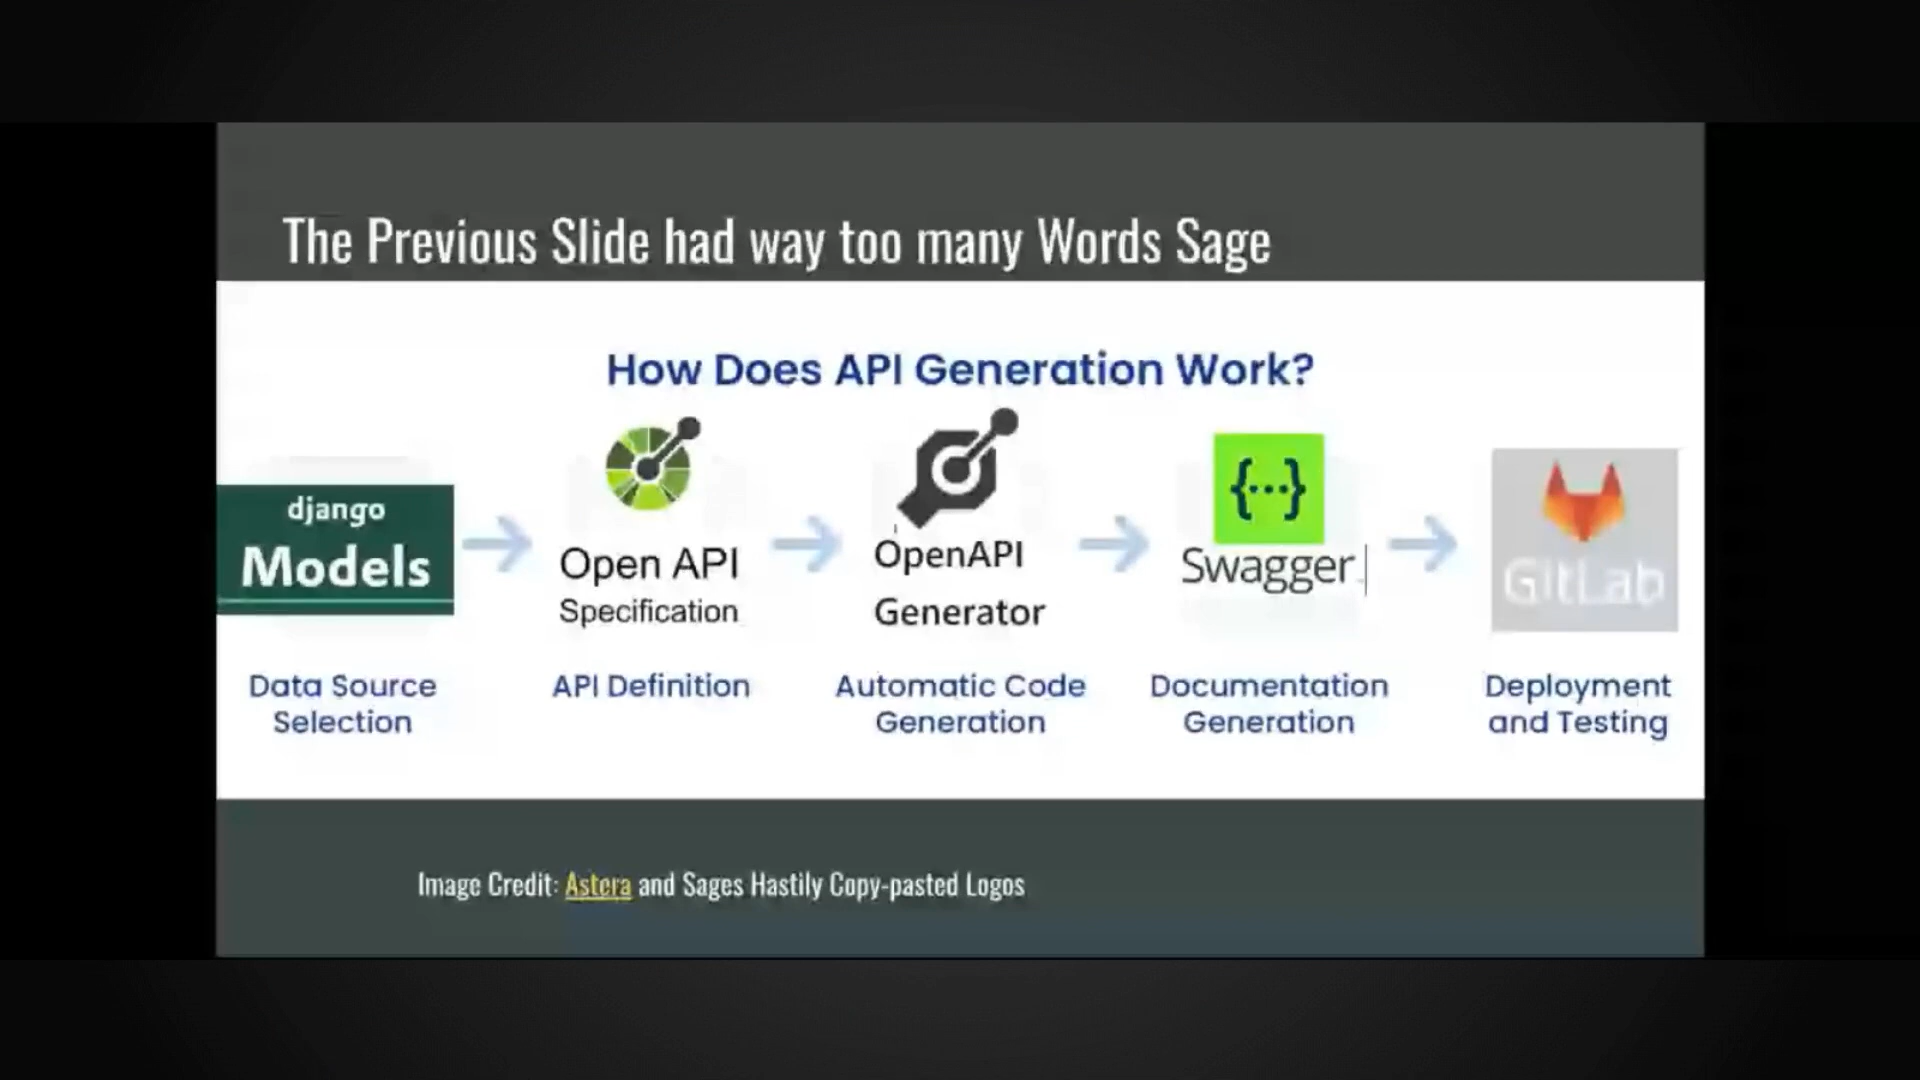 The Previous Slide had way too many Words Sage
How Does API Generation Work?
django
Models
Open API
Specification
OpenAPI
Generator
{···}
Swagger
GitLab
Data Source
Selection
API Definition
Automatic Code
Generation
Documentation
Generation
Deployment
and Testing
Image Credit: Astera and Sages Hastily Copy-pasted Logos